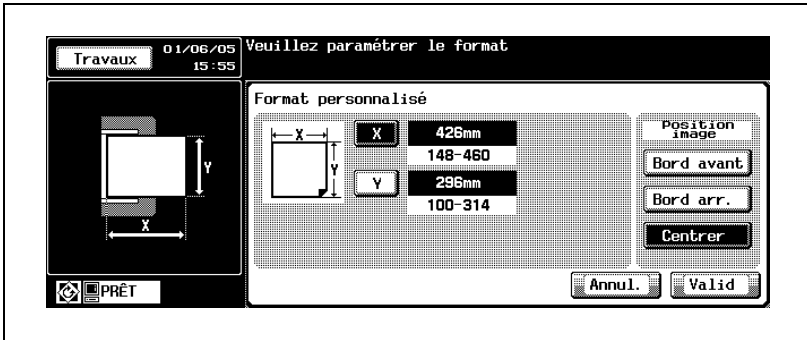 Travaux
01/06/05
15:55
Veuillez paramétrer le format
Y
X
Format personnalisé
X
Y
X
426mm
148-460
Y
296mm
100-314
Position
image
Bord avant
Bord arr.
Centrer
PRÊT
Annul.
Valid